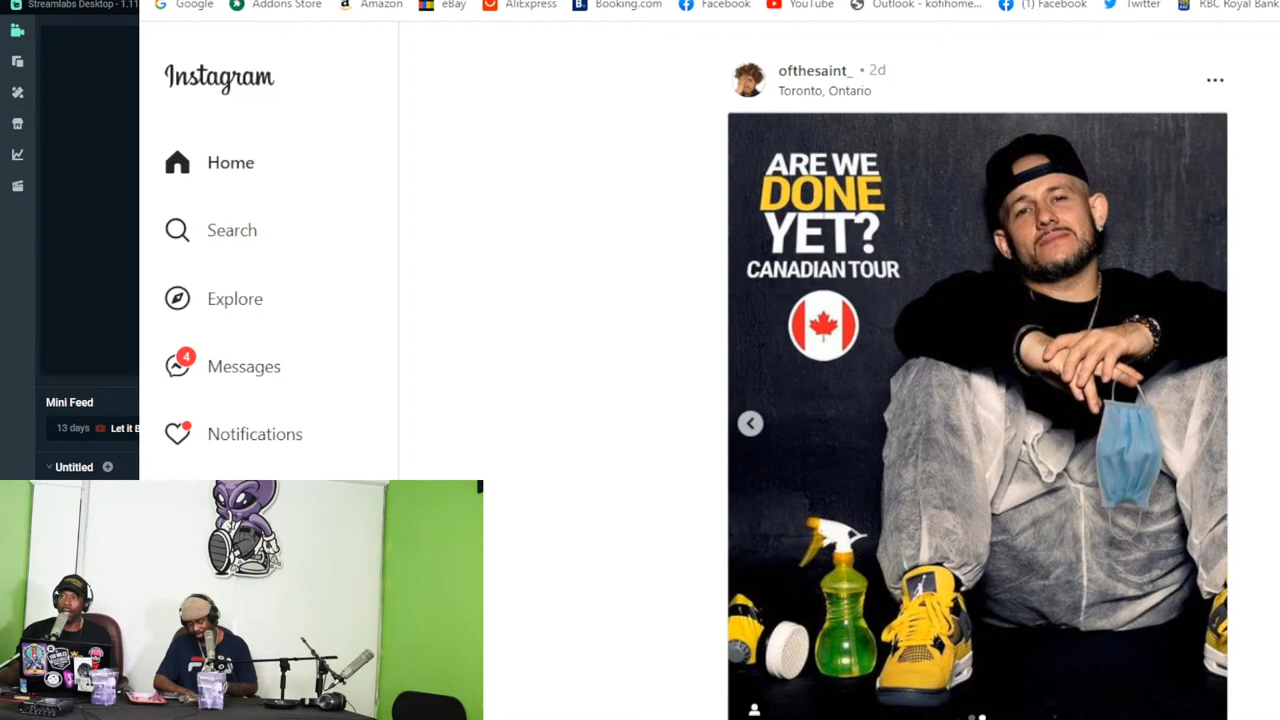 Streamlabs Desktop - 1.11
Google
Addons Store
Amazon
eBay
AliExpress
Booking.com
Facebook
YouTube
Outlook - kofihome...
(1) Facebook
Twitter
RBC Royal Bank
Instagram
Home
Search
Explore
4
Messages
Notifications
Mini Feed
13 days
Let it B
Untitled
ofthesaint_ • 2d
Toronto, Ontario
ARE WE
DONE
YET?
CANADIAN TOUR